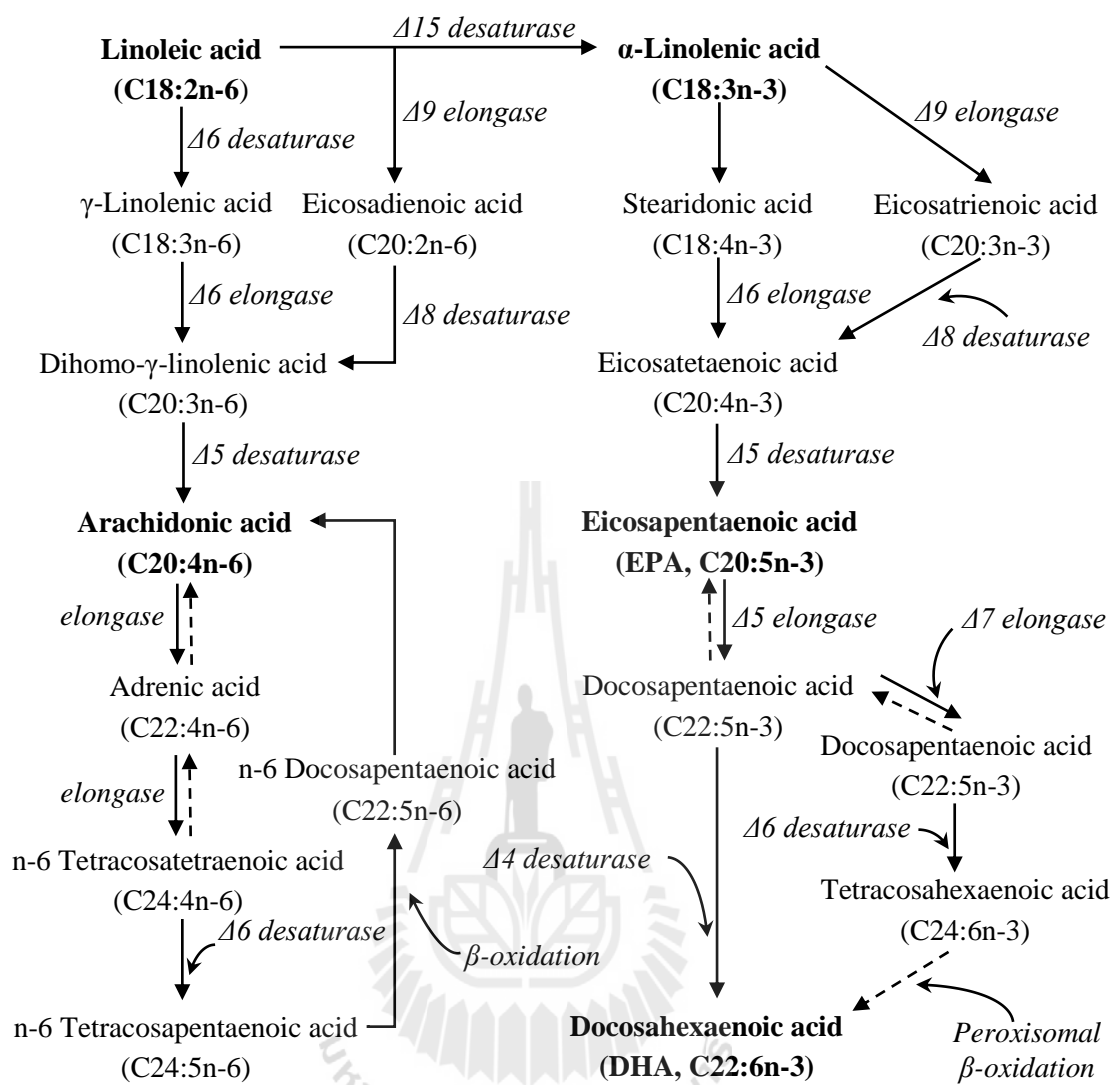 Linoleic acid
(C18:2n-6)
Δ15 desaturase
α-Linolenic acid
(C18:3n-3)
Δ6 desaturase
Δ9 elongase
Δ9 elongase
γ-Linolenic acid
(C18:3n-6)
Eicosadienoic acid
(C20:2n-6)
Stearidonic acid
(C18:4n-3)
Eicosatrienoic acid
(C20:3n-3)
Δ6 elongase
Δ8 desaturase
Δ6 elongase
Δ8 desaturase
Dihomo-γ-linolenic acid
(C20:3n-6)
Eicosatetaenoic acid
(C20:4n-3)
Δ5 desaturase
Δ5 desaturase
Arachidonic acid
(C20:4n-6)
Eicosapentaenoic acid
(EPA, C20:5n-3)
elongase
Δ5 elongase
Δ7 elongase
Adrenic acid
(C22:4n-6)
Docosapentaenoic acid
(C22:5n-3)
Docosapentaenoic acid
(C22:5n-3)
n-6 Docosapentaenoic acid
(C22:5n-6)
elongase
Δ6 desaturase
Δ4 desaturase
n-6 Tetracosatetraenoic acid
(C24:4n-6)
Tetracosahexaenoic acid
(C24:6n-3)
Δ6 desaturase
β-oxidation
n-6 Tetracosapentaenoic acid
(C24:5n-6)
Docosahexaenoic acid
(DHA, C22:6n-3)
Peroxisomal
β-oxidation